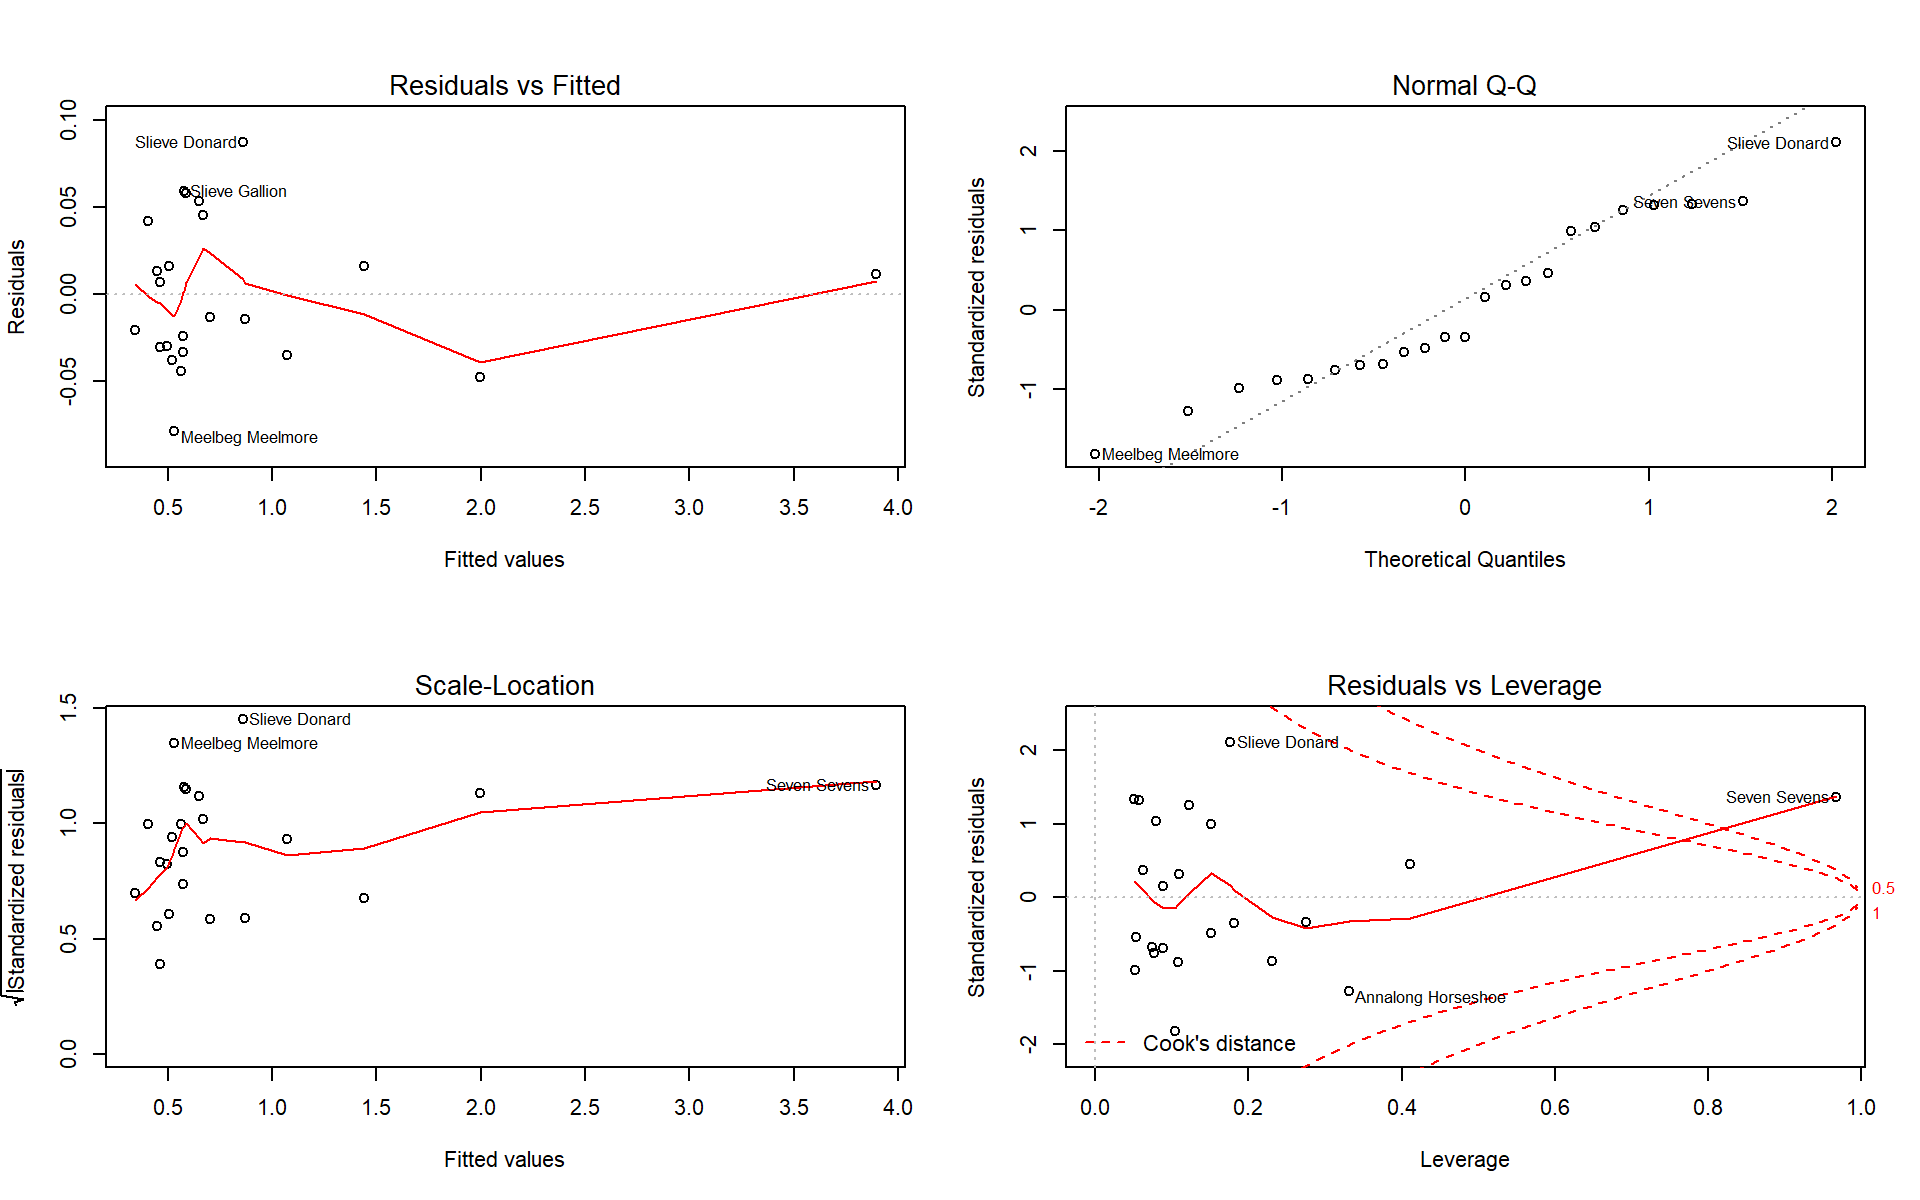 Residuals vs Fitted
Residuals
0.10
0.05
0.00
-0.05
Slieve Donard
Slieve Gallion
Meelbeg Meelmore
0.5 1.0 1.5 2.0 2.5 3.0 3.5 4.0
Fitted values
Normal Q-Q
Standardized residuals
2
1
0
-1
Slieve Donard
Seven Sevens
Meelbeg Meelmore
-2 -1 0 1 2
Theoretical Quantiles
Scale-Location
√|Standardized residuals|
1.5
1.0
0.5
0.0
Slieve Donard
Meelbeg Meelmore
Seven Sevens
0.5 1.0 1.5 2.0 2.5 3.0 3.5 4.0
Fitted values
Residuals vs Leverage
Standardized residuals
2
1
0
-1
-2
Slieve Donard
Seven Sevens
0.5
1
Annalong Horseshoe
Cook's distance
0.0 0.2 0.4 0.6 0.8 1.0
Leverage